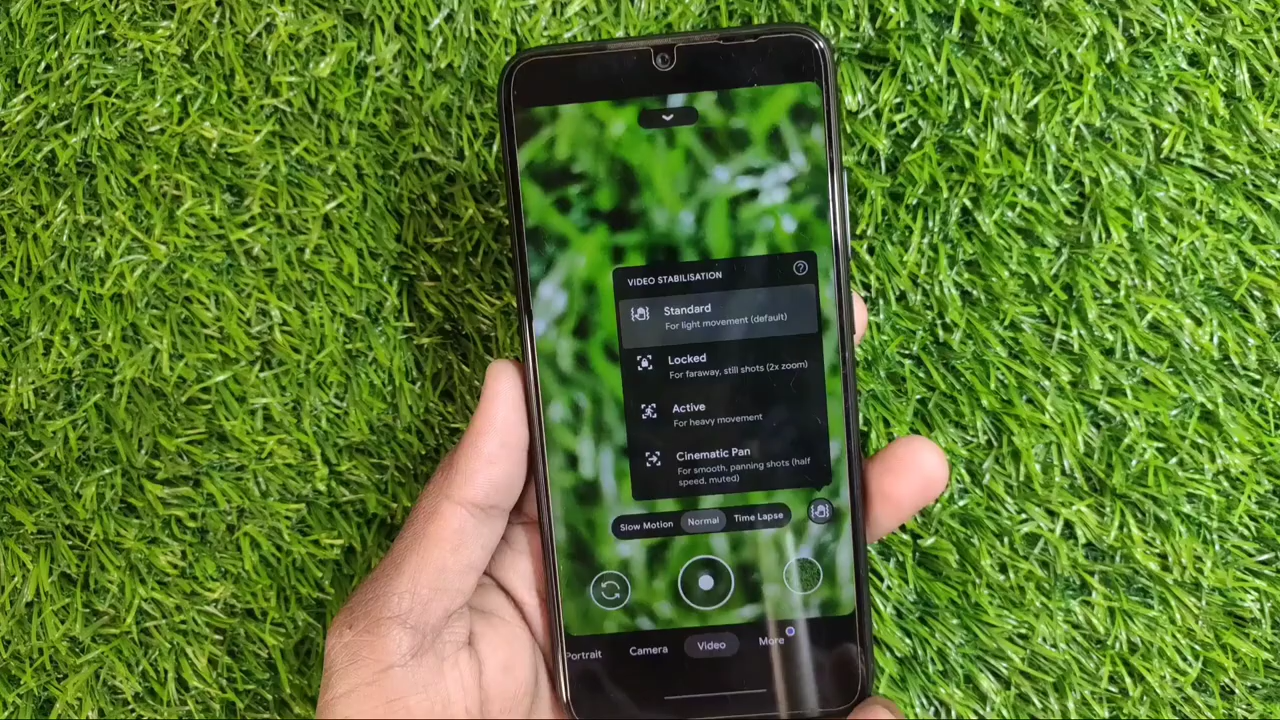 VIDEO STABILISATION
Standard
For light movement (default)
Locked
For faraway, still shots (2x zoom)
Active
For heavy movement
Cinematic Pan
For smooth, panning shots (half
speed, muted)
Slow Motion Normal Time Lapse
Portrait Camera Video More